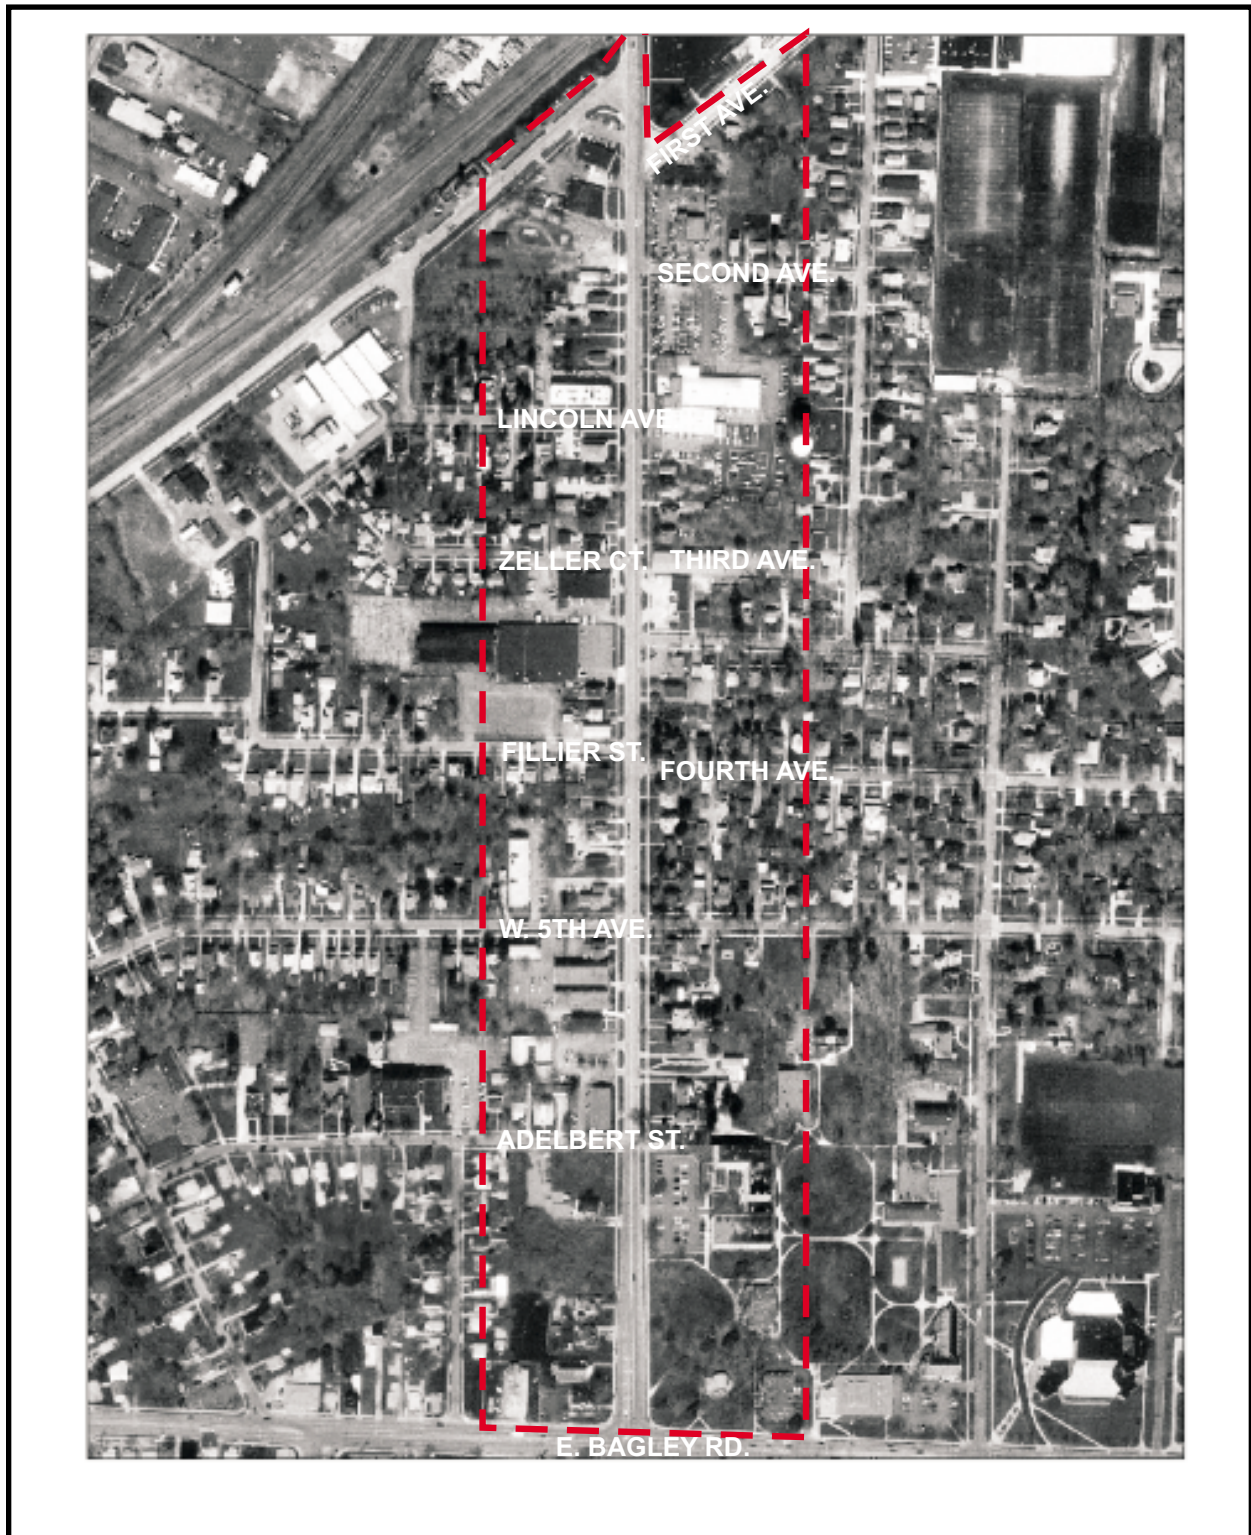 FIRST AVE.
SECOND AVE.
LINCOLN AVE.
ZELLER CT.
THIRD AVE.
FILLIER ST.
FOURTH AVE.
W. 5TH AVE.
ADELBERT ST.
E. BAGLEY RD.